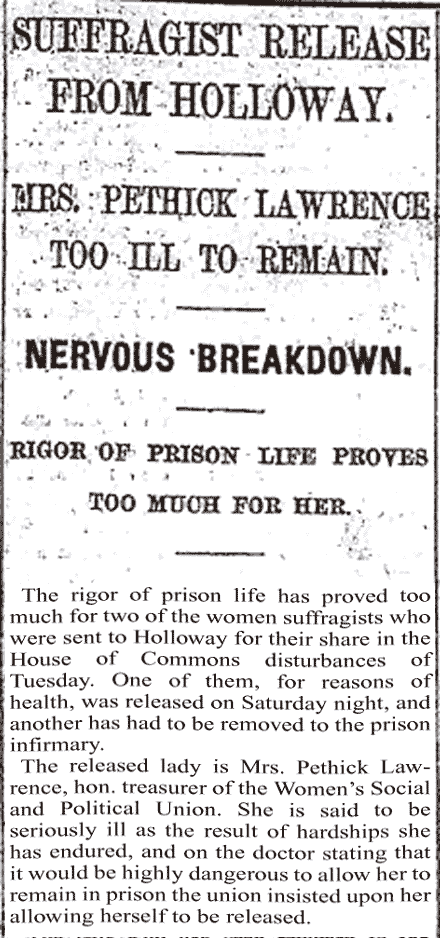 SUFFRAGIST RELEASE
FROM HOLLOWAY.
MRS. PETHICK LAWRENCE
TOO ILL TO REMAIN.
NERVOUS BREAKDOWN.
RIGOR OF PRISON LIFE PROVES
TOO MUCH FOR HER.
The rigor of prison life has proved too
much for two of the women suffragists who
were sent to Holloway for their share in the
House of Commons disturbances of
Tuesday. One of them, for reasons of
health, was released on Saturday night, and
another has had to be removed to the prison
infirmary.
The released lady is Mrs. Pethick Law-
rence, hon. treasurer of the Women's Social
and Political Union. She is said to be
seriously ill as the result of hardships she
has endured, and on the doctor stating that
it would be highly dangerous to allow her to
remain in prison the union insisted upon her
allowing herself to be released.